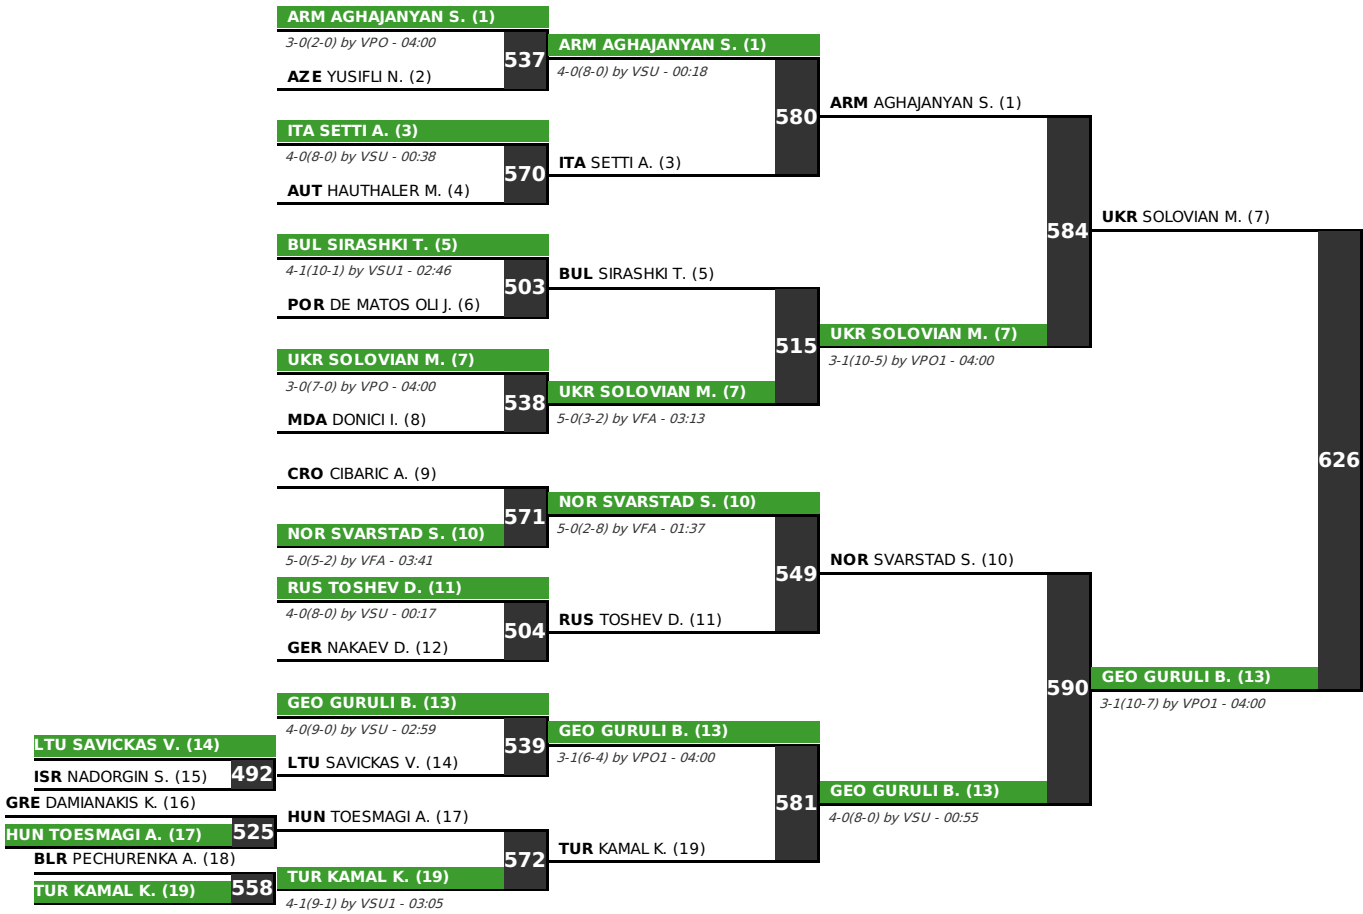 ARM AGHAJANYAN S. (1)
3-0(2-0) by VPO - 04:00
AZE YUSIFLI N. (2)
537
ITA SETTI A. (3)
4-0(8-0) by VSU - 00:38
AUT HAUTHALER M. (4)
570
BUL SIRASHKI T. (5)
4-1(10-1) by VSU1 - 02:46
POR DE MATOS OLI J. (6)
503
UKR SOLOVIAN M. (7)
3-0(7-0) by VPO - 04:00
MDA DONICI I. (8)
538
CRO CIBARIC A. (9)
571
NOR SVARSTAD S. (10)
5-0(5-2) by VFA - 03:41
RUS TOSHEV D. (11)
4-0(8-0) by VSU - 00:17
GER NAKAEV D. (12)
504
GEO GURULI B. (13)
4-0(9-0) by VSU - 02:59
LTU SAVICKAS V. (14)
539
LTU SAVICKAS V. (14)
ISR NADORGIN S. (15)
492
GRE DAMIANAKIS K. (16)
HUN TOESMAGI A. (17)
525
BLR PECHURENKA A. (18)
TUR KAMAL K. (19)
558
HUN TOESMAGI A. (17)
572
TUR KAMAL K. (19)
4-1(9-1) by VSU1 - 03:05
ARM AGHAJANYAN S. (1)
4-0(8-0) by VSU - 00:18
580
ITA SETTI A. (3)
BUL SIRASHKI T. (5)
515
UKR SOLOVIAN M. (7)
5-0(3-2) by VFA - 03:13
NOR SVARSTAD S. (10)
5-0(2-8) by VFA - 01:37
549
RUS TOSHEV D. (11)
GEO GURULI B. (13)
3-1(6-4) by VPO1 - 04:00
581
TUR KAMAL K. (19)
ARM AGHAJANYAN S. (1)
584
UKR SOLOVIAN M. (7)
3-1(10-5) by VPO1 - 04:00
NOR SVARSTAD S. (10)
590
GEO GURULI B. (13)
4-0(8-0) by VSU - 00:55
UKR SOLOVIAN M. (7)
626
GEO GURULI B. (13)
3-1(10-7) by VPO1 - 04:00